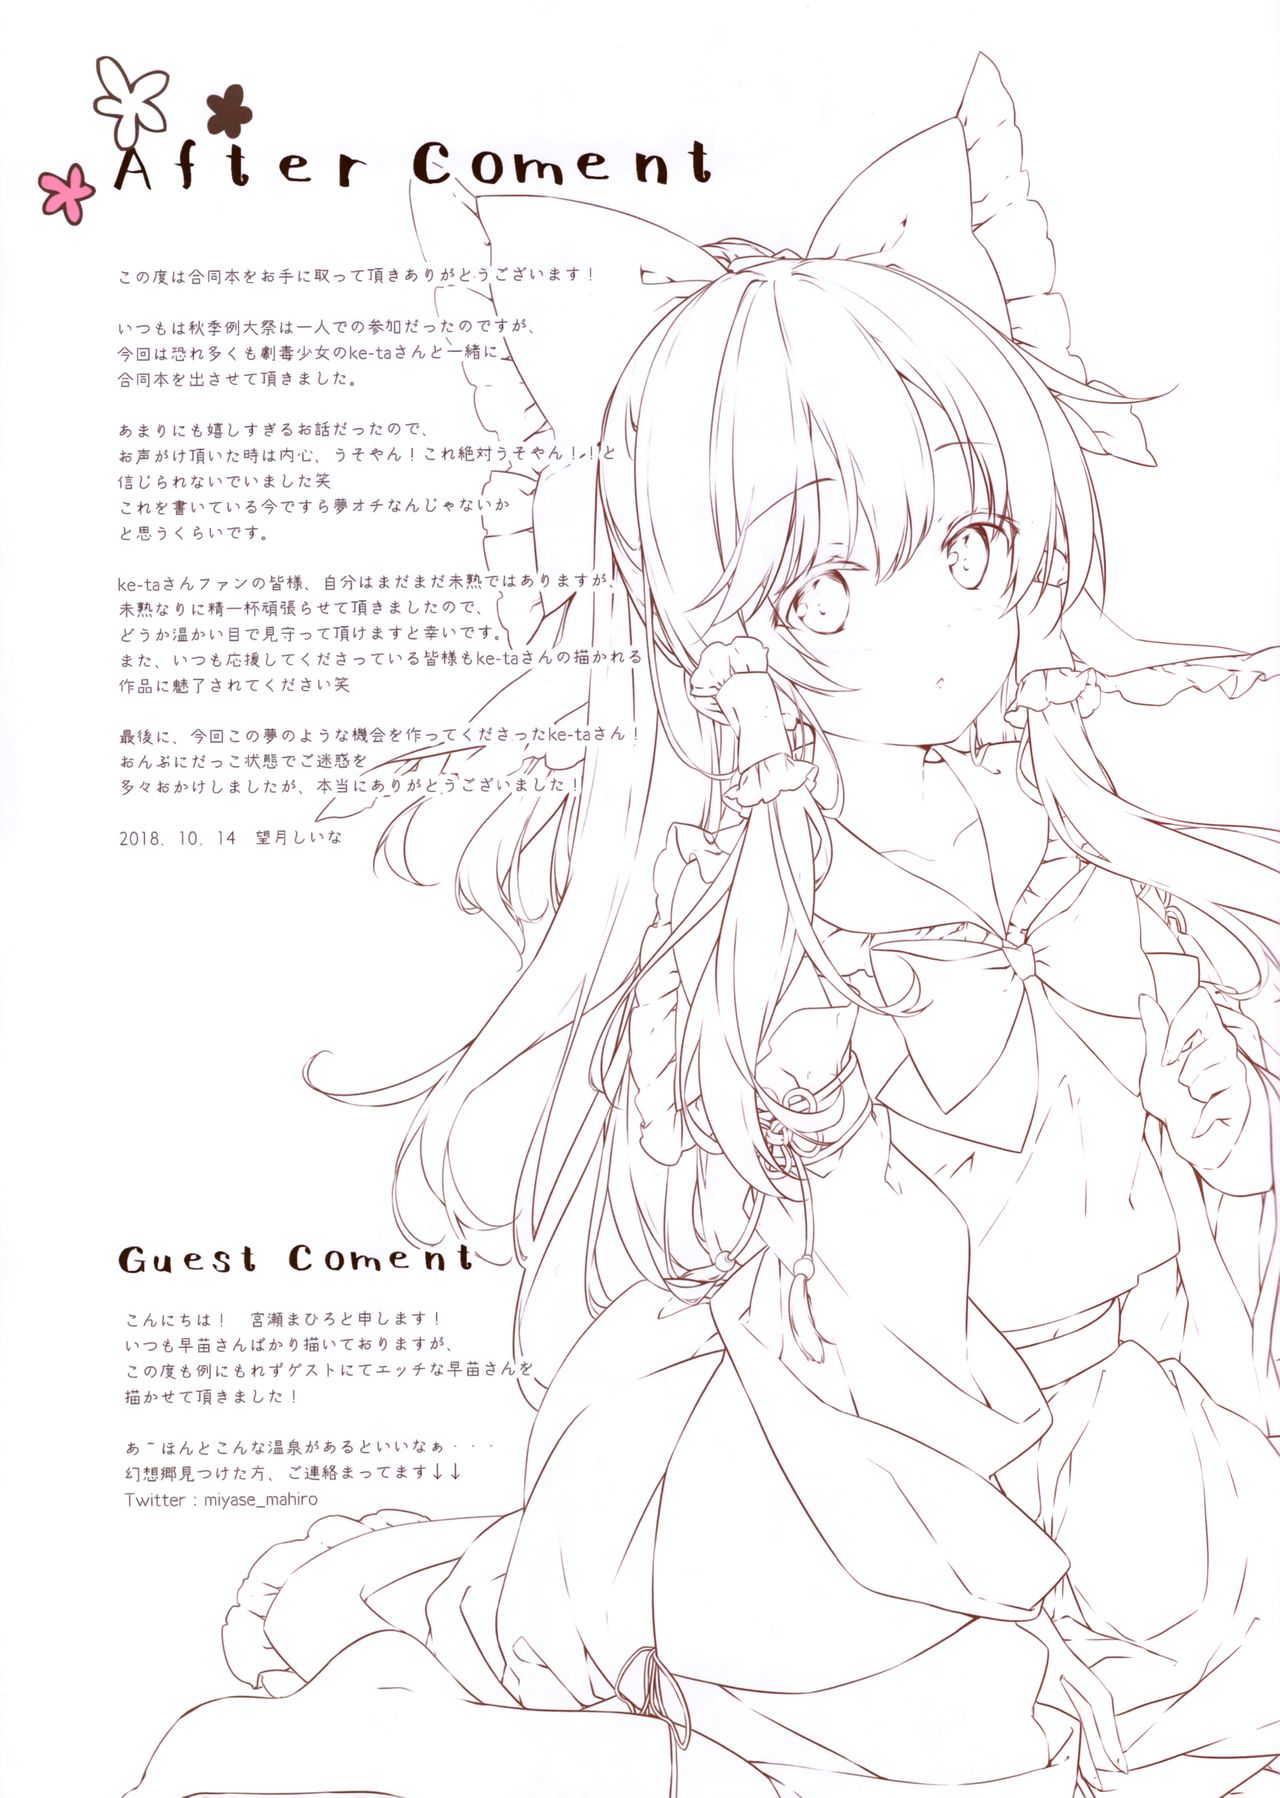 After Coment
この度は合同本をお手に取って頂きありがとうございます!
いつもは秋季例大祭は一人での参加だったのですが、
今回は恐れ多くも劇毒少女のke-taさんと一緒に
合同本を出させて頂きました。
あまりにも嬉しすぎるお話だったので、
お声がけ頂いた時は内心、うそやん!これ絶対うそやん!!と
信じられないでいました笑
これを書いている今ですら夢オチなんじゃないか
と思うくらいです。
ke-taさんファンの皆様、自分はまだまだ未熟ではありますが、
未熟なりに精一杯頑張らせて頂きましたので、
どうか温かい目で見守って頂けますと幸いです。
また、いつも応援してくださっている皆様もke-taさんの描かれる
作品に魅了されてください笑
最後に、今回この夢のような機会を作ってくださったke-taさん!
おんぶにだっこ状態でご迷惑を
多々おかけしましたが、本当にありがとうございました!
2018. 10. 14 望月しいな
Guest Coment
こんにちは! 宮瀬まひろと申します!
いつも早苗さんばかり描いておりますが、
この度も例にもれずゲストにてエッチな早苗さんを
描かせて頂きました!
あ~ほんとこんな温泉があるといいなぁ・・・
幻想郷見つけた方、ご連絡まってます↓↓
Twitter : miyase_mahiro